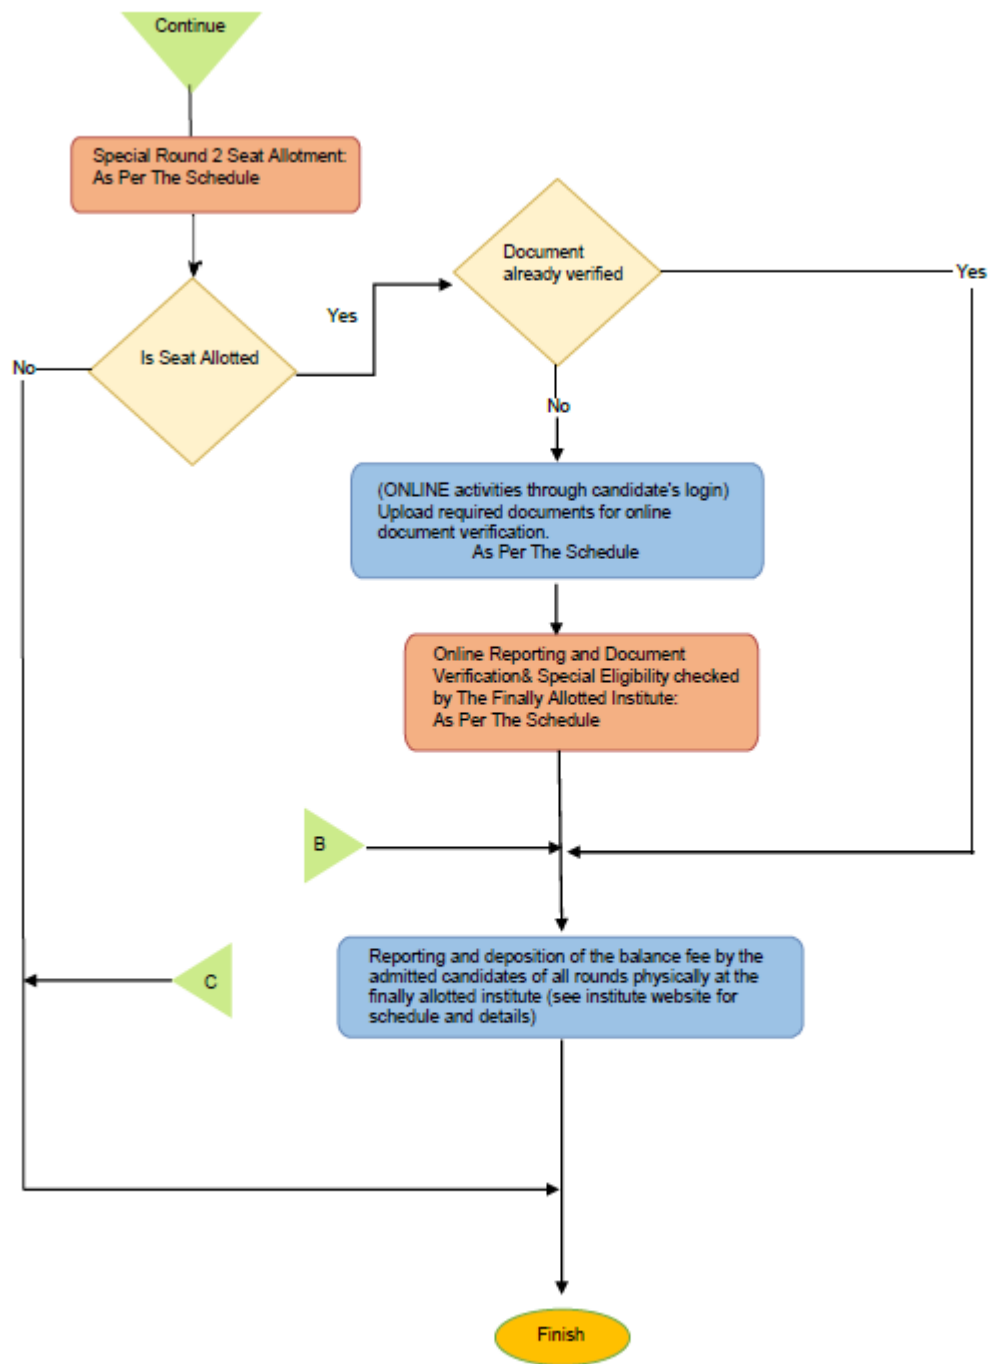 Continue
Special Round 2 Seat Allotment:
As Per The Schedule
Document
already verified
Yes
Yes
Is Seat Allotted
No
No
(ONLINE activities through candidate's login)
Upload required documents for online
document verification.
As Per The Schedule
Online Reporting and Document
Verification& Special Eligibility checked
by The Finally Allotted Institute:
As Per The Schedule
B
Reporting and deposition of the balance fee by the
admitted candidates of all rounds physically at the
finally allotted institute (see institute website for
schedule and details)
C
Finish